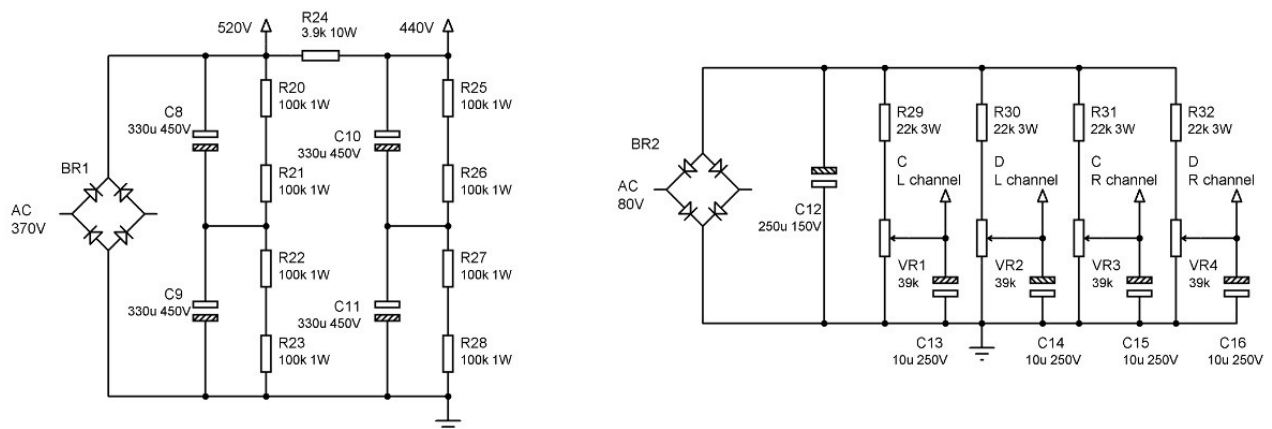 520V
R24
3.9k 10W
440V
C8
330u 450V
R20
100k 1W
C10
330u 450V
R25
100k 1W
BR1
R21
100k 1W
R26
100k 1W
AC
370V
C9
330u 450V
R22
100k 1W
C11
330u 450V
R27
100k 1W
R23
100k 1W
R28
100k 1W
BR2
AC
80V
C12
250u 150V
R29
22k 3W
R30
22k 3W
R31
22k 3W
R32
22k 3W
C
L channel
D
L channel
C
R channel
D
R channel
VR1
39k
VR2
39k
VR3
39k
VR4
39k
C13
10u 250V
C14
10u 250V
C15
10u 250V
C16
10u 250V